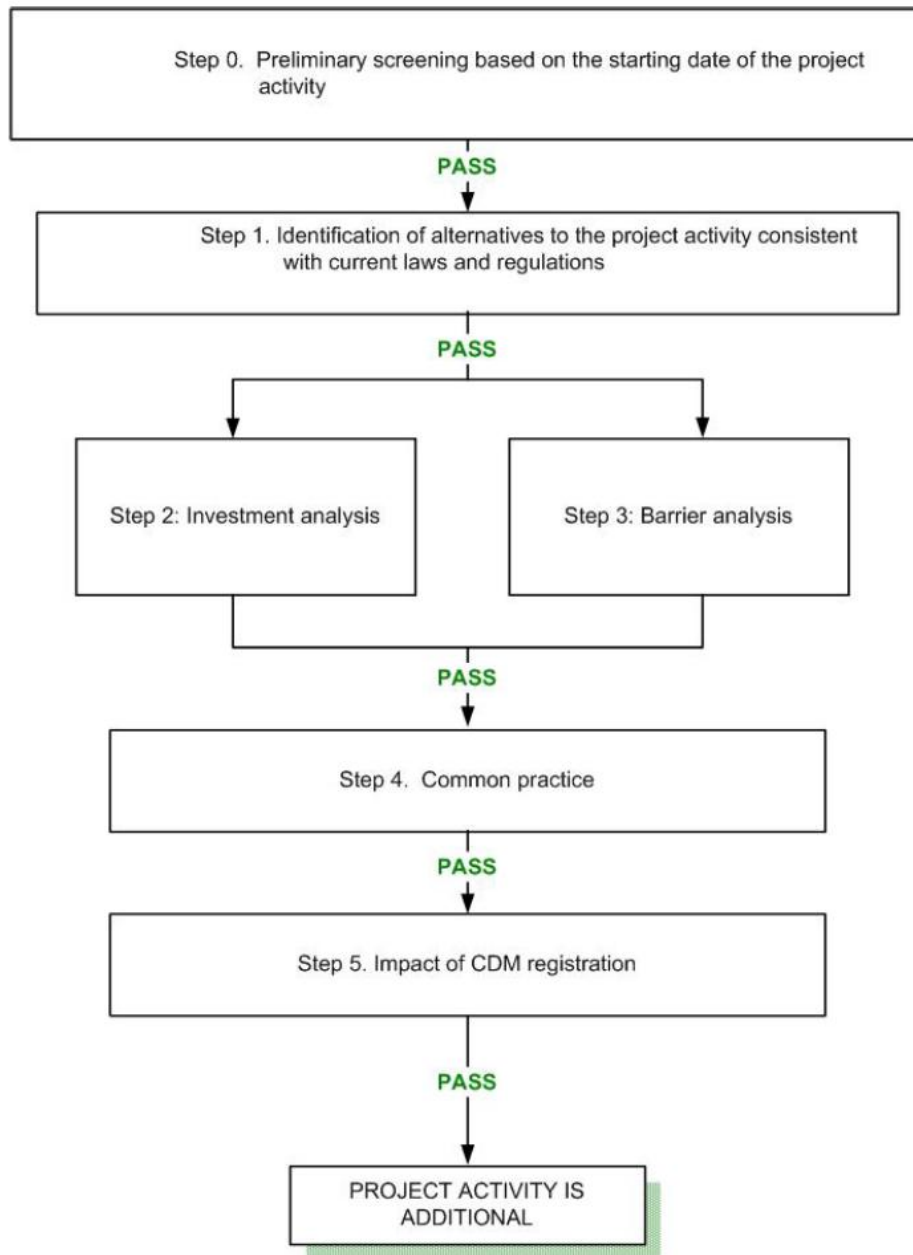 Step 0.  Preliminary screening based on the starting date of the project
activity
PASS
Step 1. Identification of alternatives to the project activity consistent
with current laws and regulations
PASS
Step 2: Investment analysis
Step 3: Barrier analysis
PASS
Step 4.  Common practice
PASS
Step 5. Impact of CDM registration
PASS
PROJECT ACTIVITY IS
ADDITIONAL